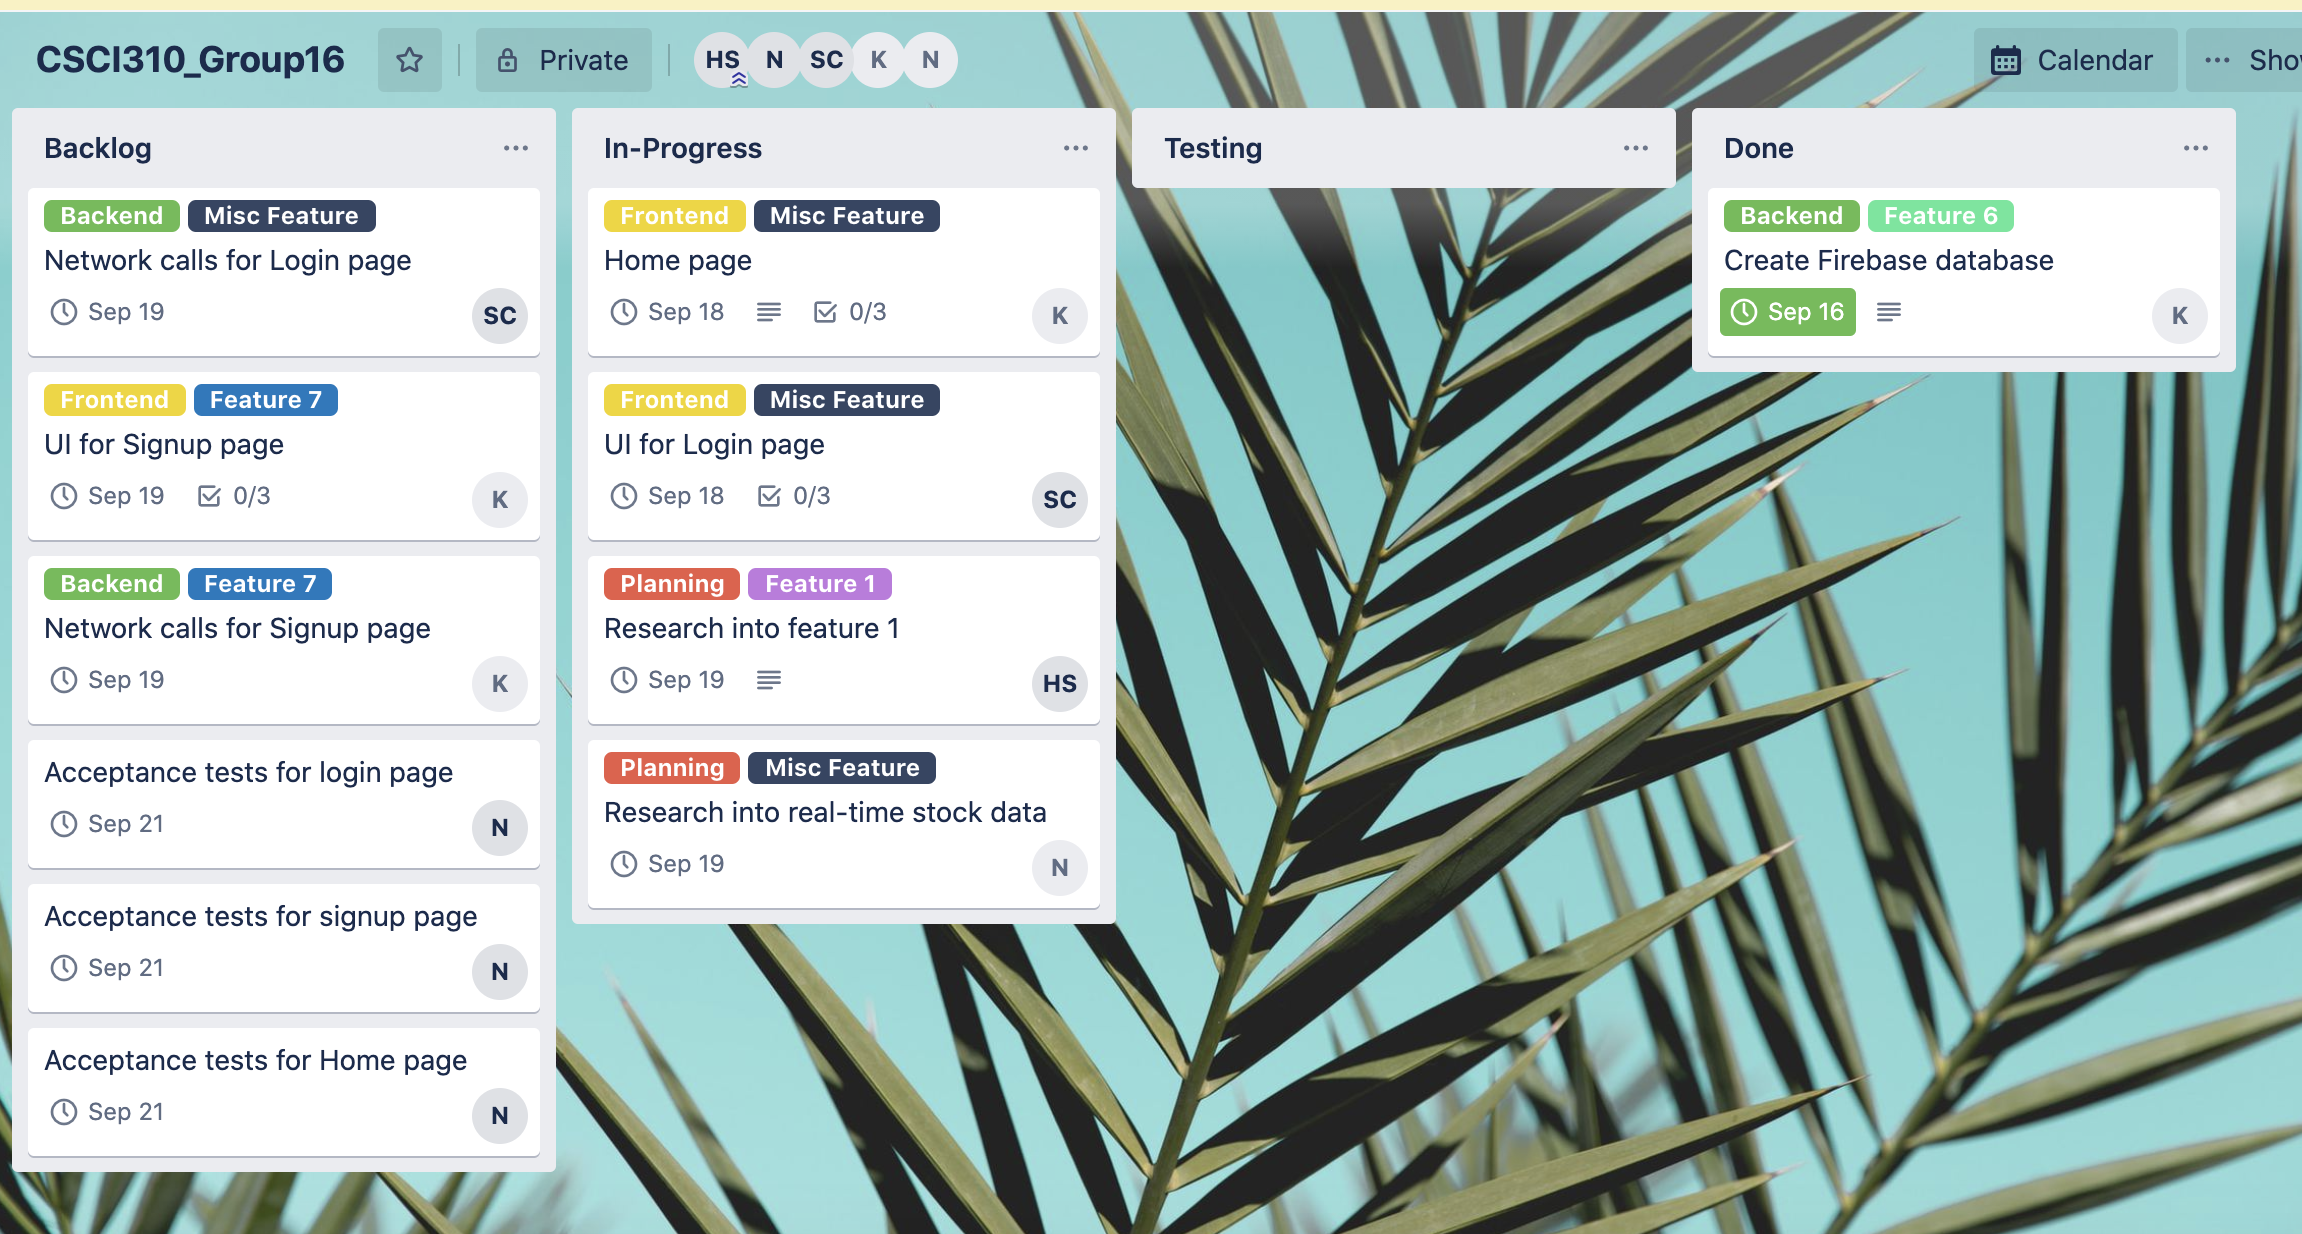 CSCI310_Group16
Private
HS N SC K N
Calendar
Backlog
Backend Misc Feature
Network calls for Login page
Sep 19
SC
Frontend Feature 7
UI for Signup page
Sep 19 0/3
K
Backend Feature 7
Network calls for Signup page
Sep 19
K
Acceptance tests for login page
Sep 21
N
Acceptance tests for signup page
Sep 21
N
Acceptance tests for Home page
Sep 21
N
In-Progress
Frontend Misc Feature
Home page
Sep 18 0/3
K
Frontend Misc Feature
UI for Login page
Sep 18 0/3
SC
Planning Feature 1
Research into feature 1
Sep 19
HS
Planning Misc Feature
Research into real-time stock data
Sep 19
N
Testing
Done
Backend Feature 6
Create Firebase database
Sep 16
K